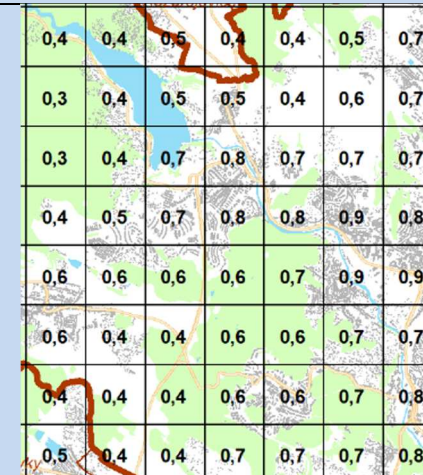 0,4 0,4 0,5 0,4 0,4 0,5 0,7
0,3 0,4 0,5 0,5 0,4 0,6 0,7
0,3 0,4 0,7 0,8 0,7 0,7 0,7
0,4 0,5 0,7 0,8 0,8 0,9 0,8
0,6 0,6 0,6 0,6 0,7 0,9 0,9
0,6 0,4 0,4 0,6 0,6 0,7 0,7
0,4 0,4 0,4 0,6 0,6 0,7 0,8
0,5 0,4 0,4 0,7 0,7 0,7 0,8